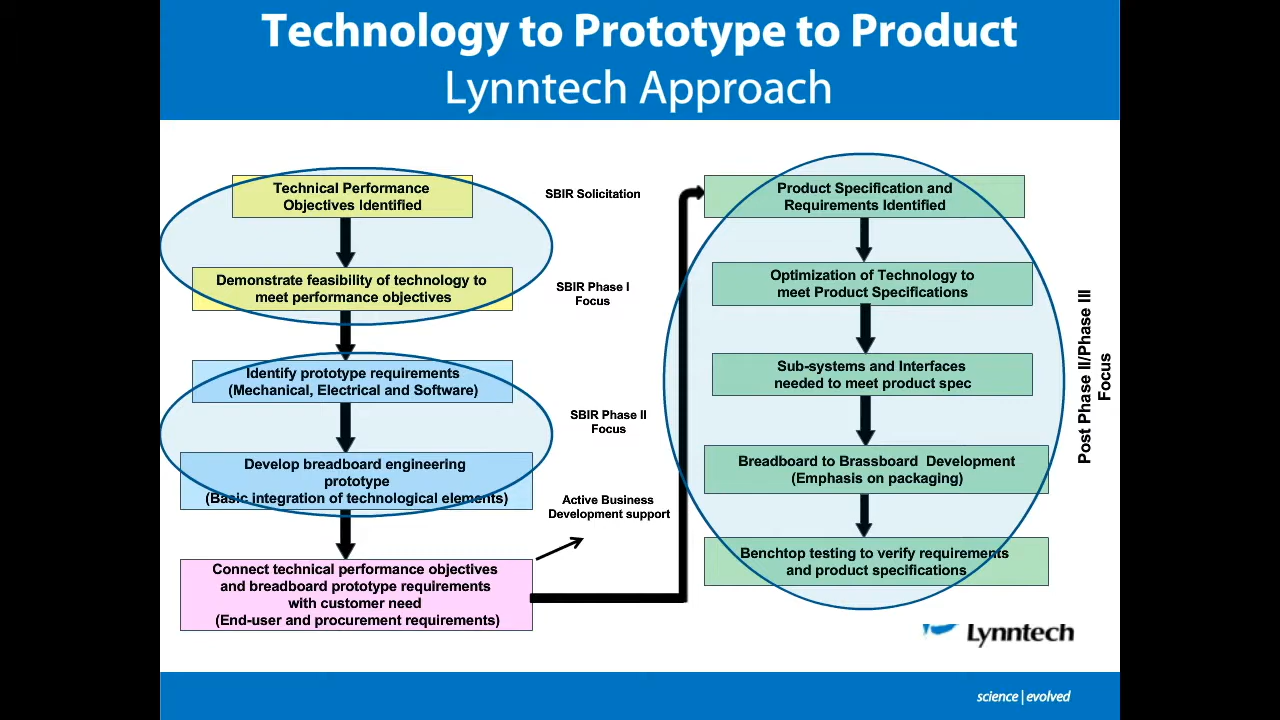 Technology to Prototype to Product
Lynntech Approach
Technical Performance
Objectives Identified
SBIR Solicitation
Demonstrate feasibility of technology to
meet performance objectives
SBIR Phase I
Focus
Identify prototype requirements
(Mechanical, Electrical and Software)
SBIR Phase II
Focus
Develop breadboard engineering
prototype
(Basic integration of technological elements)
Active Business
Development support
Connect technical performance objectives
and breadboard prototype requirements
with customer need
(End-user and procurement requirements)
Product Specification and
Requirements Identified
Optimization of Technology to
meet Product Specifications
Sub-systems and Interfaces
needed to meet product spec
Breadboard to Brassboard Development
(Emphasis on packaging)
Benchtop testing to verify requirements
and product specifications
Post Phase II/Phase III
Focus
Lynntech
science | evolved